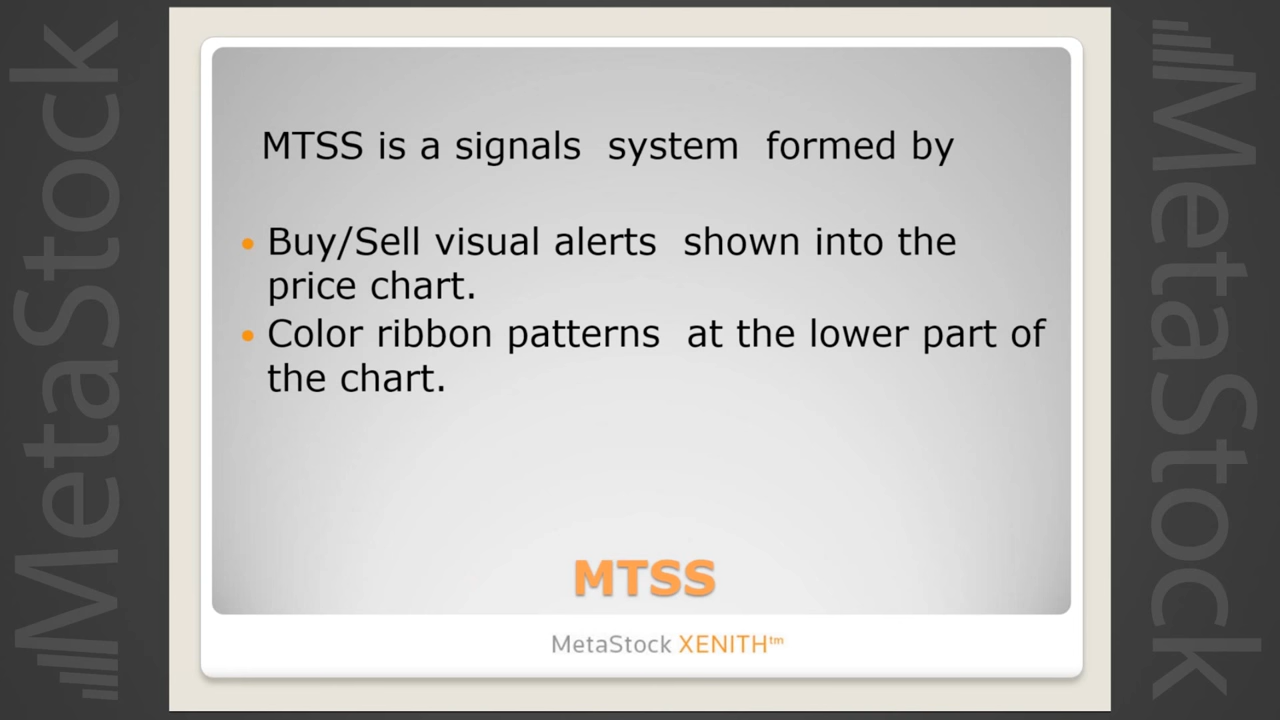 MetaStock
MTSS is a signals system formed by
Buy/Sell visual alerts shown into the
price chart.
Color ribbon patterns at the lower part of
the chart.
MTSS
MetaStock XENITH™
MetaStock